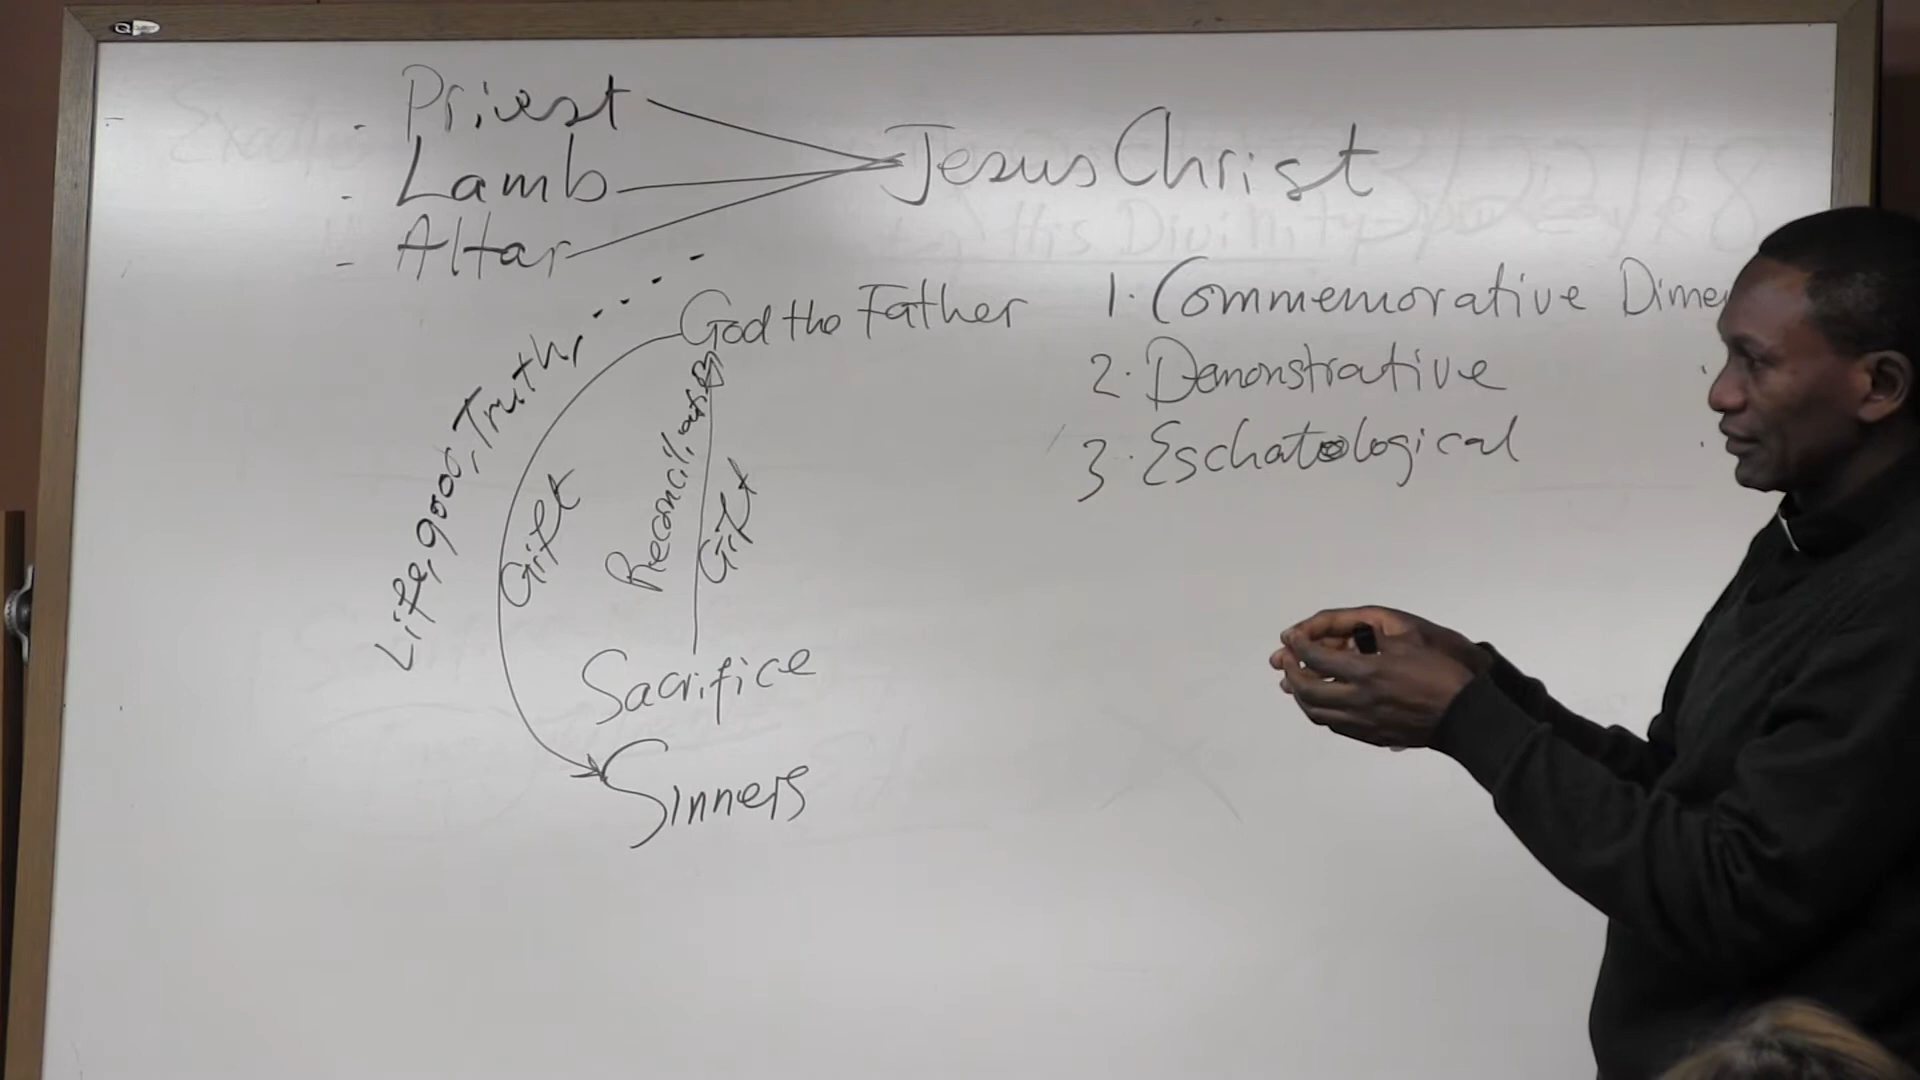 - Priest
- Lamb
- Altar
Jesus Christ
God the Father
Life, good, Truth, . . . .
Gift
Reconciliation
Gift
Sacrifice
Sinners
1. Commemorative Dimen
2. Demonstrative
3. Eschatological